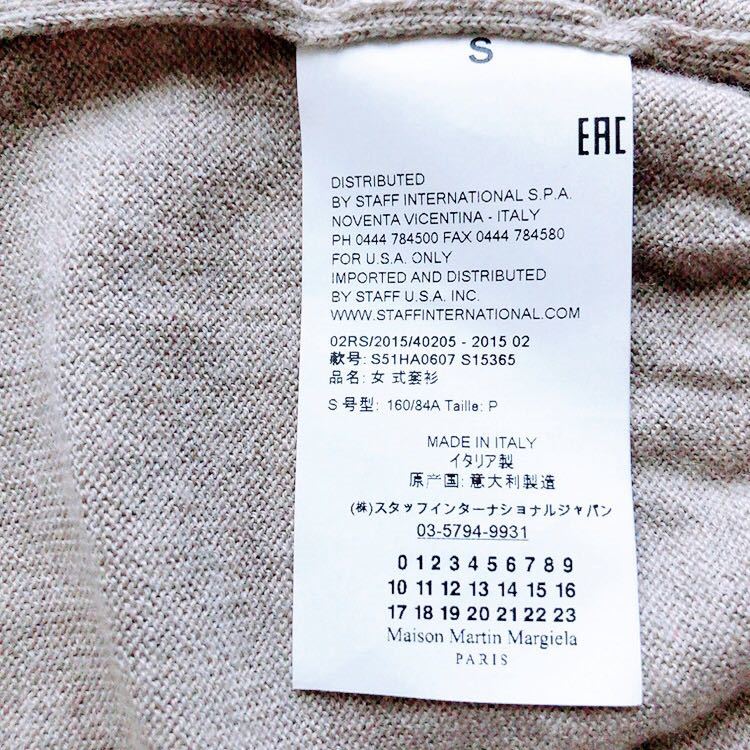 S
EAC
DISTRIBUTED
BY STAFF INTERNATIONAL S.P.A.
NOVENTA VICENTINA - ITALY
PH 0444 784500 FAX 0444 784580
FOR U.S.A. ONLY
IMPORTED AND DISTRIBUTED
BY STAFF U.S.A. INC.
WWW.STAFFINTERNATIONAL.COM
02RS/2015/40205 - 2015 02
款号: S51HA0607 S15365
品名: 女 式套衫
S 号型: 160/84A Taille: P
MADE IN ITALY
イタリア製
原产国: 意大利製造
(株)スタッフインターナショナルジャパン
03-5794-9931
0 1 2 3 4 5 6 7 8 9
10 11 12 13 14 15 16
17 18 19 20 21 22 23
Maison Martin Margiela
PARIS